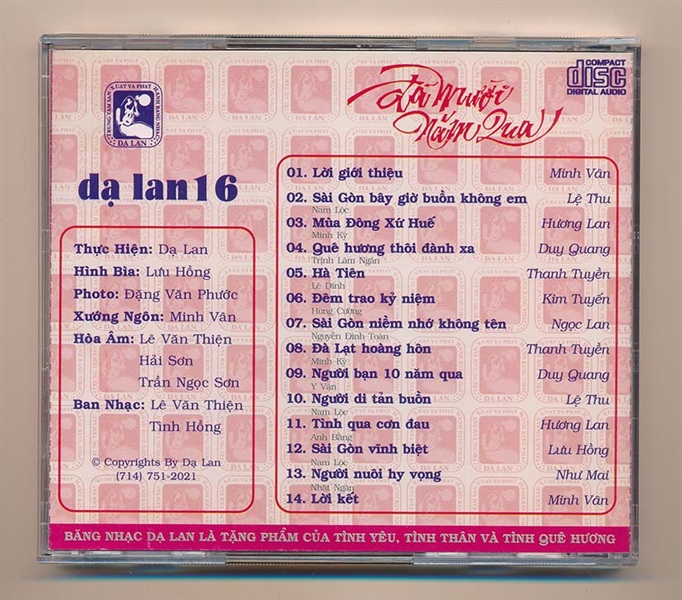 TRUNG TÂM SẢN XUẤT VÀ PHÁT HÀNH BĂNG NHẠC
DẠ LAN
Đã mười
năm qua
COMPACT
disc
DIGITAL AUDIO
dạ lan 16
Thực Hiện: Dạ Lan
Hình Bìa: Lưu Hồng
Photo: Đặng Văn Phước
Xướng Ngôn: Minh Vân
Hòa Âm: Lê Văn Thiện
Hải Sơn
Trần Ngọc Sơn
Ban Nhạc: Lê Văn Thiện
Tình Hồng
© Copyrights By Dạ Lan
(714) 751-2021
01. Lời giới thiệu Minh Vân
02. Sài Gòn bây giờ buồn không em Lệ Thu
Nam Lộc
03. Mùa Đông Xứ Huế Hương Lan
Minh Kỳ
04. Quê hương thôi đành xa Duy Quang
Trịnh Lâm Ngân
05. Hà Tiên Thanh Tuyền
Lê Dinh
06. Đêm trao kỷ niệm Kim Tuyến
Hùng Cường
07. Sài Gòn niềm nhớ không tên Ngọc Lan
Nguyễn Đình Toàn
08. Đà Lạt hoàng hôn Thanh Tuyền
Minh Kỳ
09. Người bạn 10 năm qua Duy Quang
Y Vân
10. Người di tản buồn Lệ Thu
Nam Lộc
11. Tình qua cơn đau Hương Lan
Anh Bằng
12. Sài Gòn vĩnh biệt Lưu Hồng
Nam Lộc
13. Người nuôi hy vọng Như Mai
Nhật Ngân
14. Lời kết Minh Vân
BĂNG NHẠC DẠ LAN LÀ TẶNG PHẨM CỦA TÌNH YÊU, TÌNH THÂN VÀ TÌNH QUÊ HƯƠNG